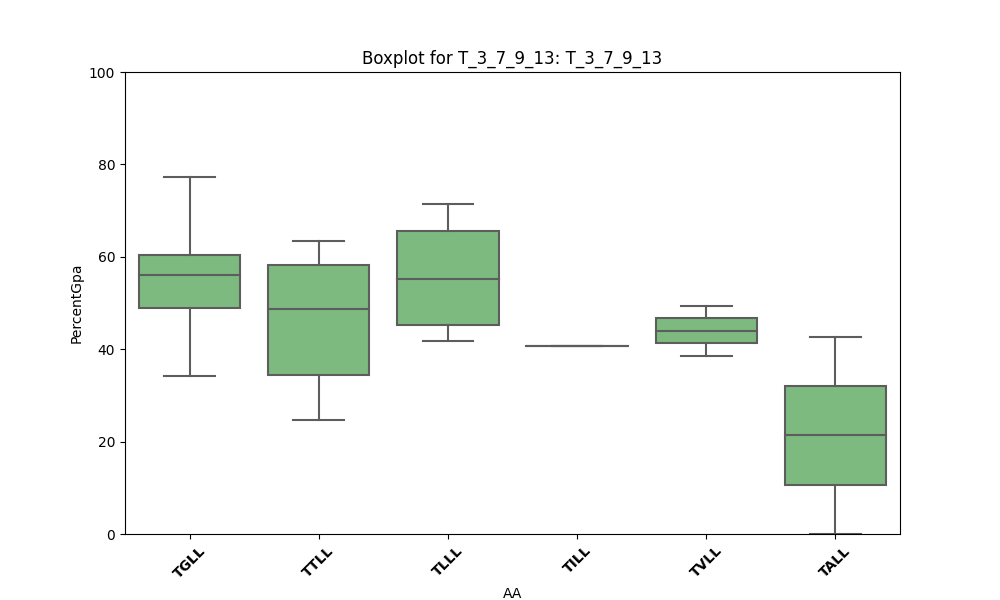 Boxplot for T_3_7_9_13: T_3_7_9_13
100
80
60
40
20
0
PercentGpa
TGLL
TTLL
TLLL
TILL
TVLL
TALL
AA